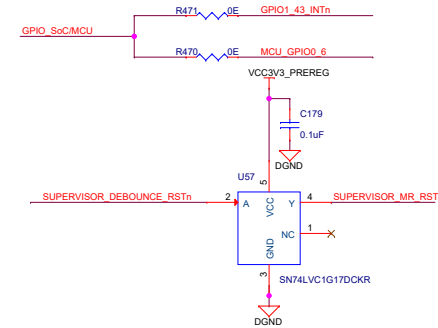 R471 0E GPIO1_43_INTn
GPIO_SoC/MCU
R470 0E MCU_GPIO0_6
VCC3V3_PREREG
C179
0.1uF
DGND
U57
5
SUPERVISOR_DEBOUNCE_RSTn 2 A VCC Y 4 SUPERVISOR_MR_RST
NC 1
GND
3 SN74LVC1G17DCKR
DGND